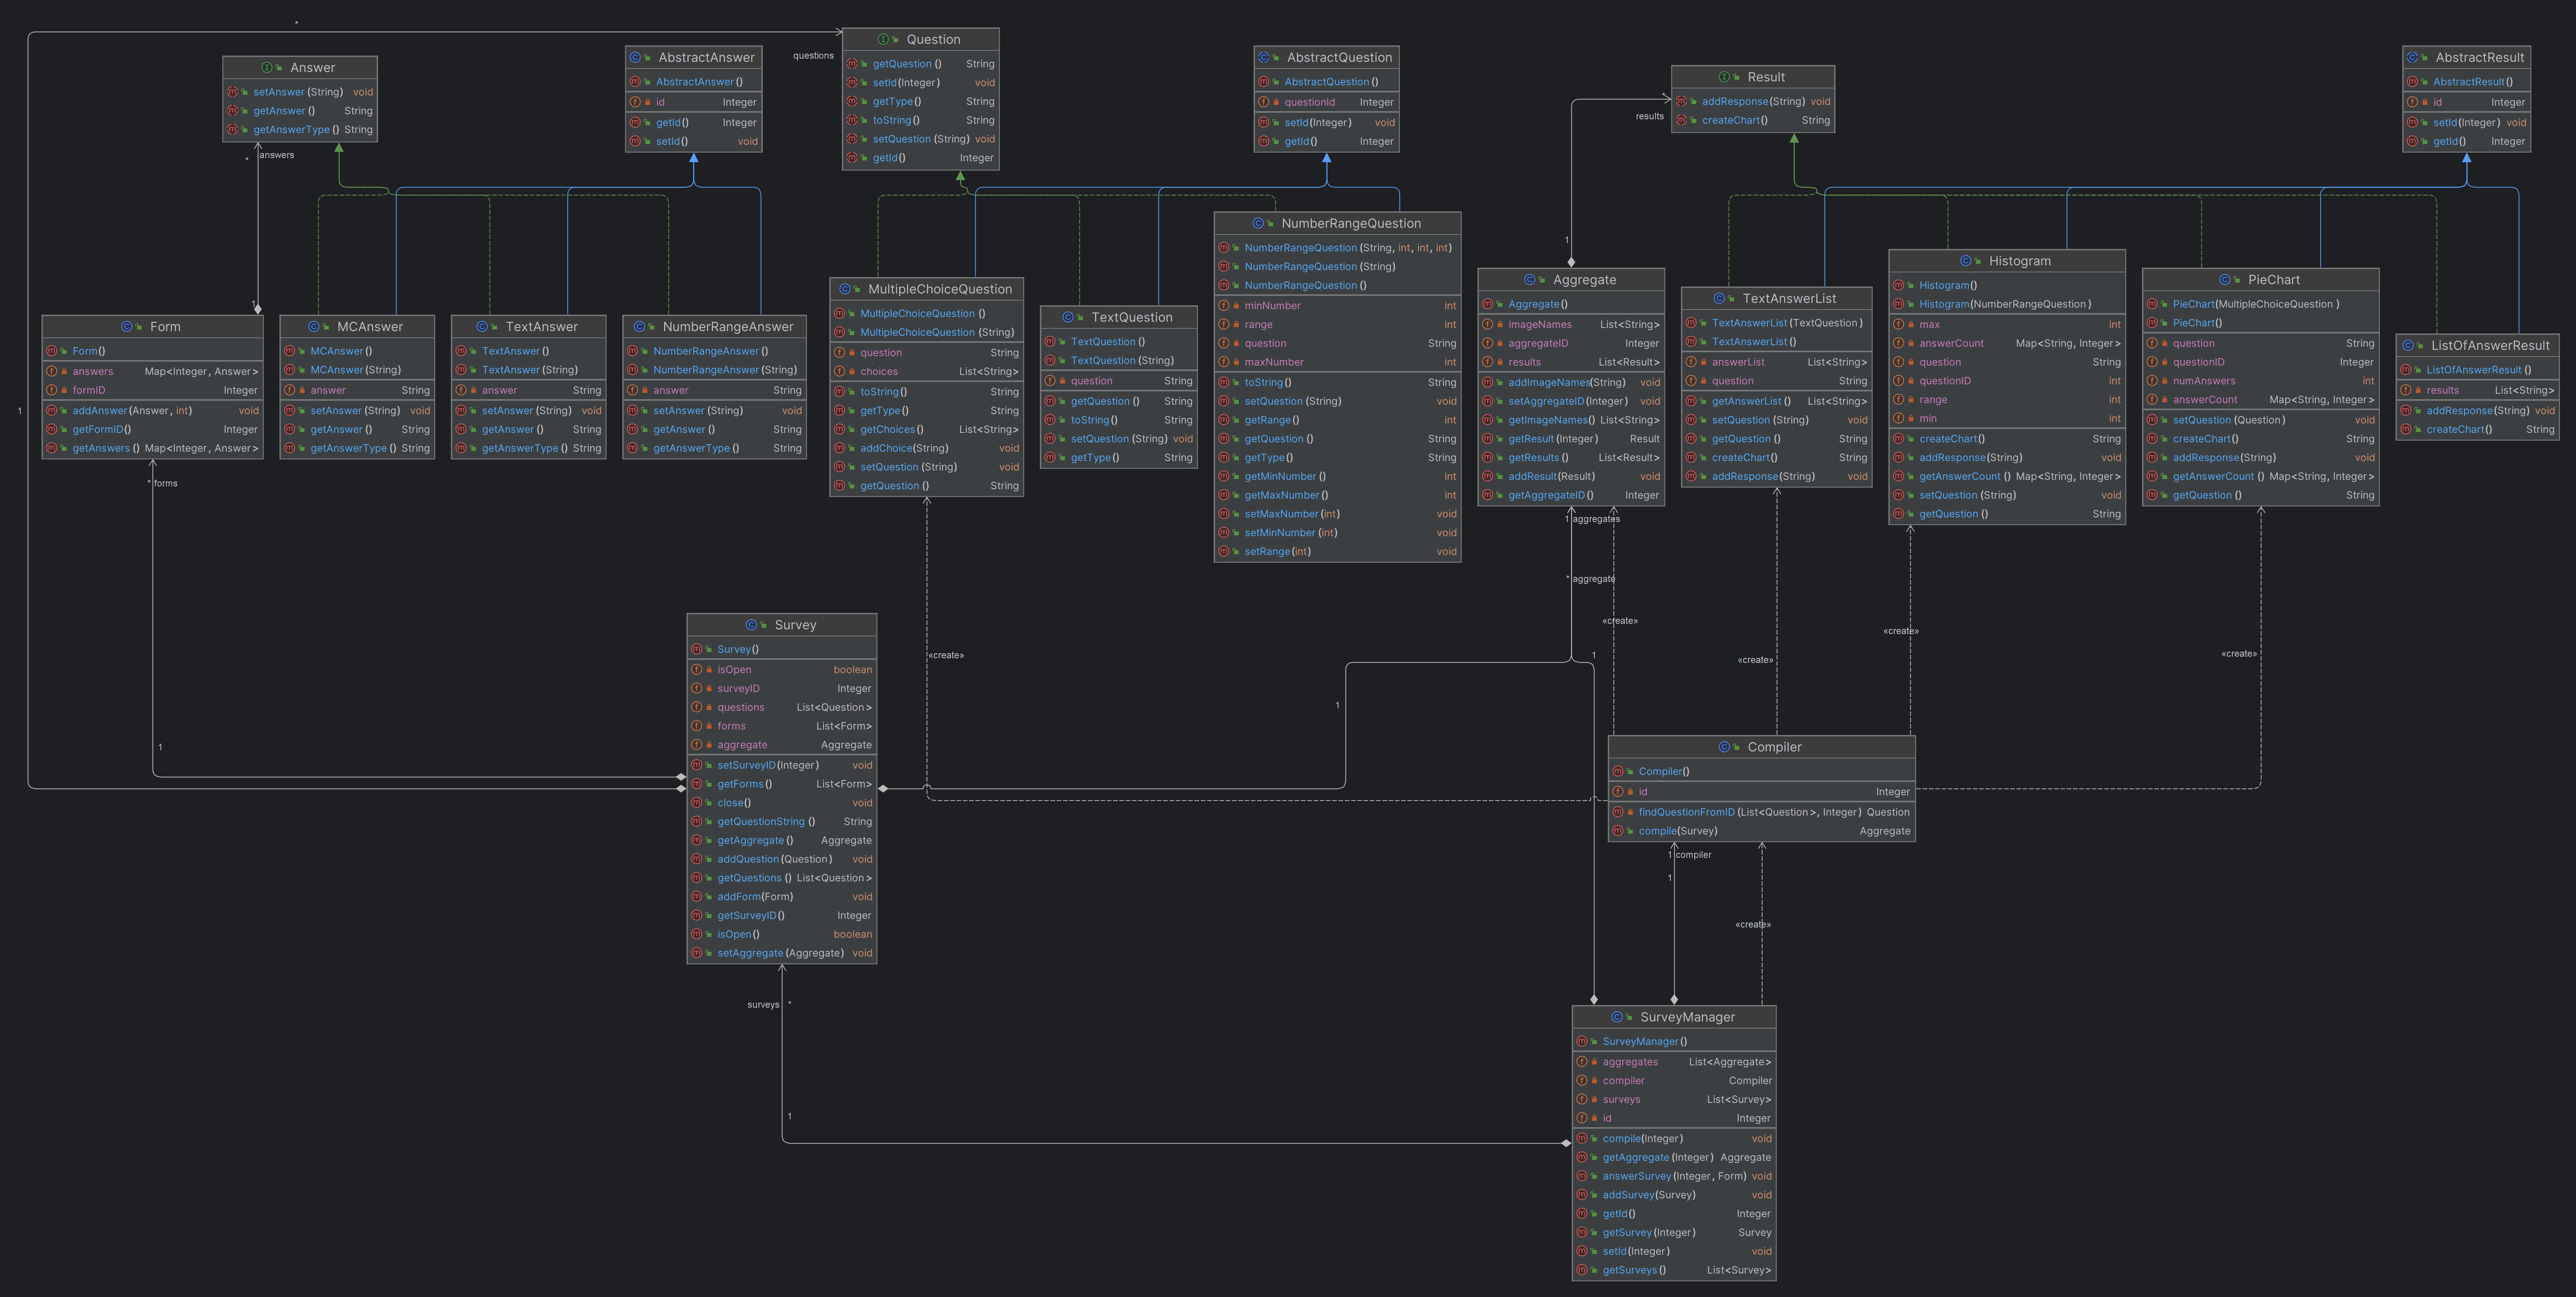 *
questions
Question
getQuestion() String
setId(Integer) void
getType() String
toString() String
setQuestion(String) void
getId() Integer
Answer
setAnswer(String) void
getAnswer() String
getAnswerType() String
* answers
1
AbstractAnswer
AbstractAnswer()
id Integer
getId() Integer
setId() void
AbstractQuestion
AbstractQuestion()
questionId Integer
setId(Integer) void
getId() Integer
Result
addResponse(String) void
createChart() String
*
results
1
AbstractResult
AbstractResult()
id Integer
setId(Integer) void
getId() Integer
Form
Form()
answers Map<Integer, Answer>
formID Integer
addAnswer(Answer, int) void
getFormID() Integer
getAnswers() Map<Integer, Answer>
MCAnswer
MCAnswer()
MCAnswer(String)
answer String
setAnswer(String) void
getAnswer() String
getAnswerType() String
TextAnswer
TextAnswer()
TextAnswer(String)
answer String
setAnswer(String) void
getAnswer() String
getAnswerType() String
NumberRangeAnswer
NumberRangeAnswer()
NumberRangeAnswer(String)
answer String
setAnswer(String) void
getAnswer() String
getAnswerType() String
MultipleChoiceQuestion
MultipleChoiceQuestion()
MultipleChoiceQuestion(String)
question String
choices List<String>
toString() String
getType() String
getChoices() List<String>
addChoice(String) void
setQuestion(String) void
getQuestion() String
TextQuestion
TextQuestion()
TextQuestion(String)
question String
getQuestion() String
toString() String
setQuestion(String) void
getType() String
NumberRangeQuestion
NumberRangeQuestion(String, int, int, int)
NumberRangeQuestion(String)
NumberRangeQuestion()
minNumber int
range int
question String
maxNumber int
toString() String
setQuestion(String) void
getRange() int
getQuestion() String
getType() String
getMinNumber() int
getMaxNumber() int
setMaxNumber(int) void
setMinNumber(int) void
setRange(int) void
Aggregate
Aggregate()
imageNames List<String>
aggregateID Integer
results List<Result>
addImageNames(String) void
setAggregateID(Integer) void
getImageNames() List<String>
getResult(Integer) Result
getResults() List<Result>
addResult(Result) void
getAggregateID() Integer
TextAnswerList
TextAnswerList(TextQuestion)
TextAnswerList()
answerList List<String>
question String
getAnswerList() List<String>
setQuestion(String) void
getQuestion() String
createChart() String
addResponse(String) void
Histogram
Histogram()
Histogram(NumberRangeQuestion)
max int
answerCount Map<String, Integer>
question String
questionID int
range int
min int
createChart() String
addResponse(String) void
getAnswerCount() Map<String, Integer>
setQuestion(String) void
getQuestion() String
PieChart
PieChart(MultipleChoiceQuestion)
PieChart()
question String
questionID Integer
numAnswers int
answerCount Map<String, Integer>
setQuestion(Question) void
createChart() String
addResponse(String) void
getAnswerCount() Map<String, Integer>
getQuestion() String
ListOfAnswerResult
ListOfAnswerResult()
results List<String>
addResponse(String) void
createChart() String
1
* forms
1
1 aggregates
* aggregate
1
1
«create»
«create»
«create»
«create»
«create»
Survey
Survey()
isOpen boolean
surveyID Integer
questions List<Question>
forms List<Form>
aggregate Aggregate
setSurveyID(Integer) void
getForms() List<Form>
close() void
getQuestionString() String
getAggregate() Aggregate
addQuestion(Question) void
getQuestions() List<Question>
addForm(Form) void
getSurveyID() Integer
isOpen() boolean
setAggregate(Aggregate) void
Compiler
Compiler()
id Integer
findQuestionFromID(List<Question>, Integer) Question
compile(Survey) Aggregate
1 compiler
1
«create»
surveys *
1
SurveyManager
SurveyManager()
aggregates List<Aggregate>
compiler Compiler
surveys List<Survey>
id Integer
compile(Integer) void
getAggregate(Integer) Aggregate
answerSurvey(Integer, Form) void
addSurvey(Survey) void
getId() Integer
getSurvey(Integer) Survey
setId(Integer) void
getSurveys() List<Survey>